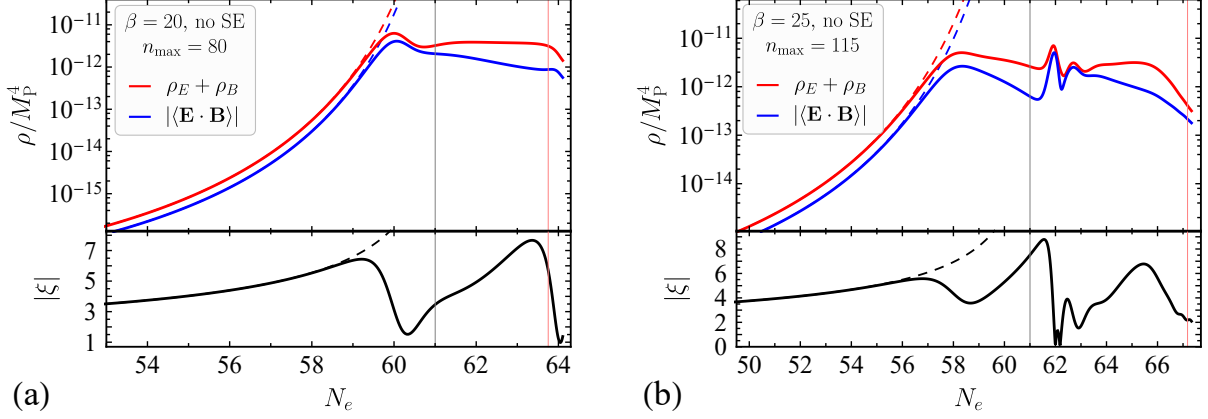 β = 20, no SE
n_max = 80
ρ_E + ρ_B
|⟨E · B⟩|
ρ/M_P^4
10^−11
10^−12
10^−13
10^−14
10^−15
|ξ|
7
5
3
1
54 56 58 60 62 64
N_e
(a)
β = 25, no SE
n_max = 115
ρ_E + ρ_B
|⟨E · B⟩|
ρ/M_P^4
10^−11
10^−12
10^−13
10^−14
|ξ|
8
6
4
2
0
50 52 54 56 58 60 62 64 66
N_e
(b)